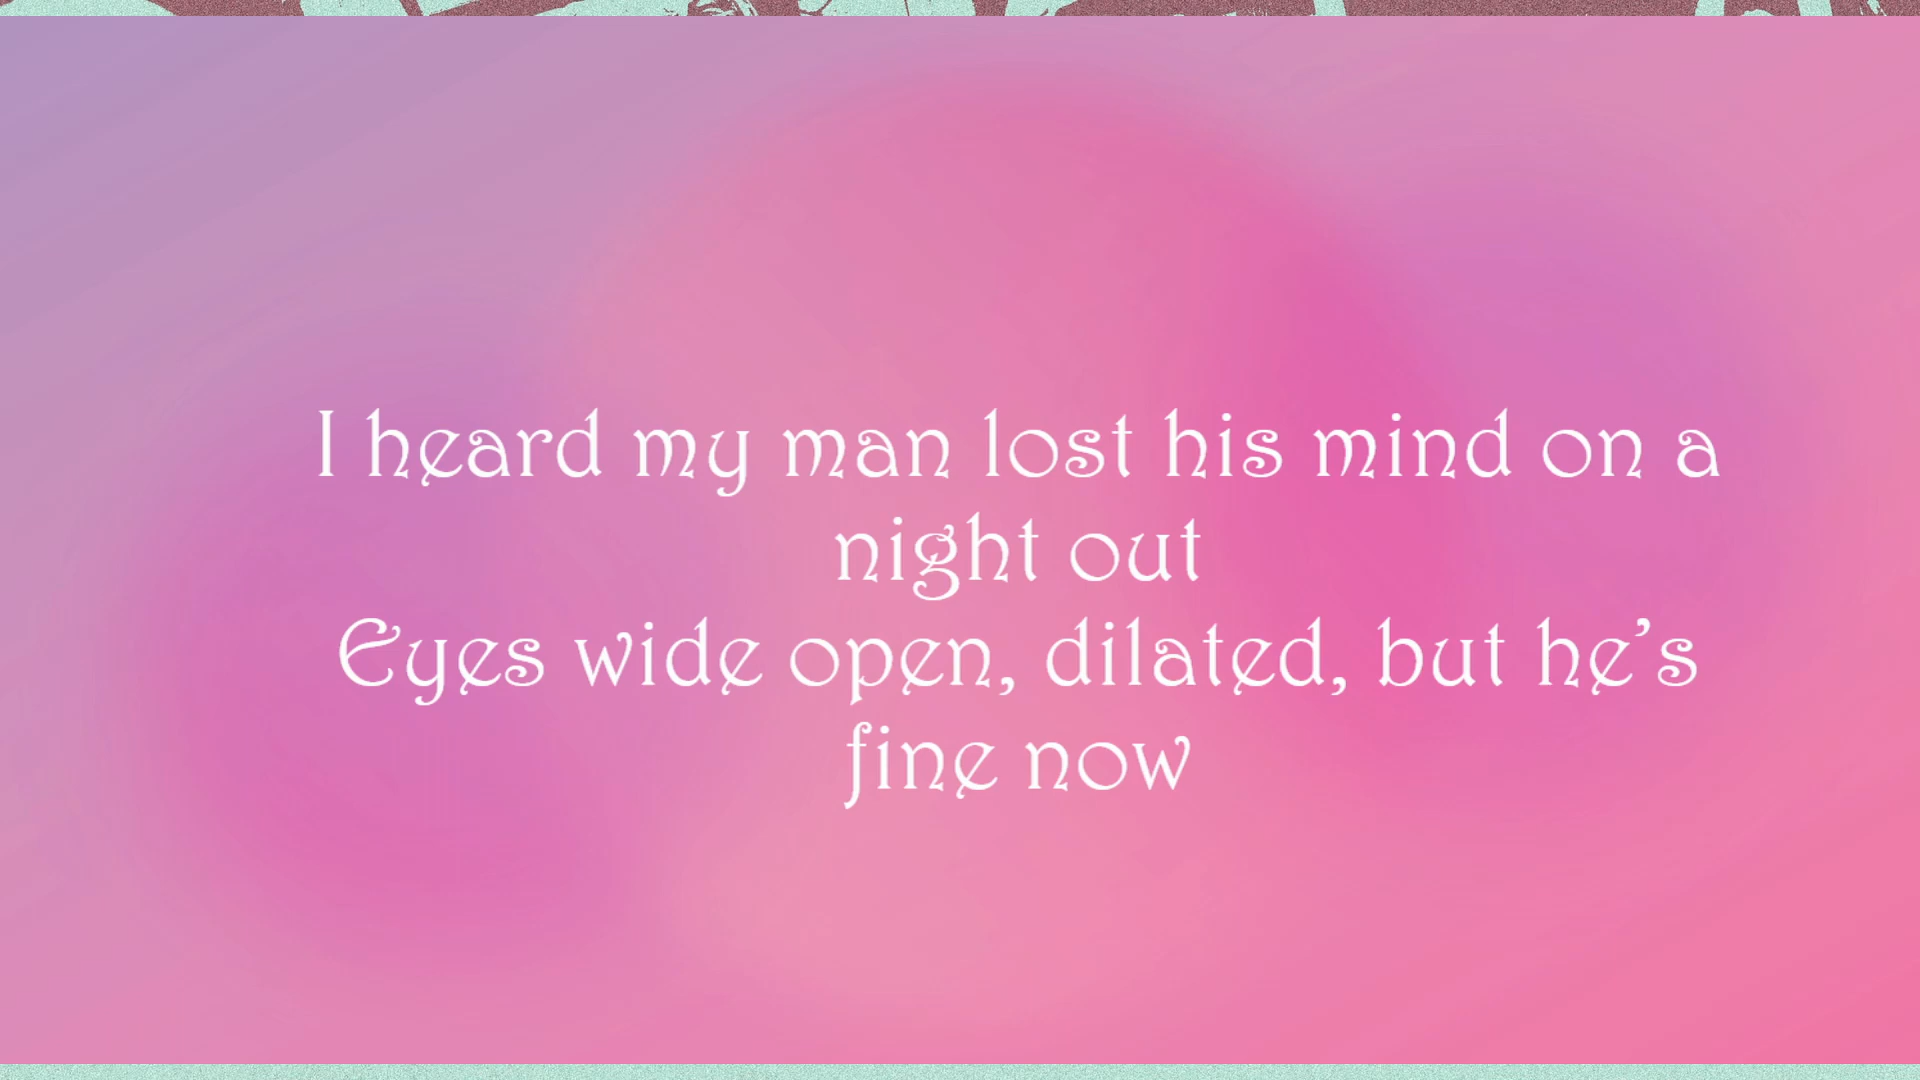 I heard my man lost his mind on a
night out
Eyes wide open, dilated, but he’s
fine now